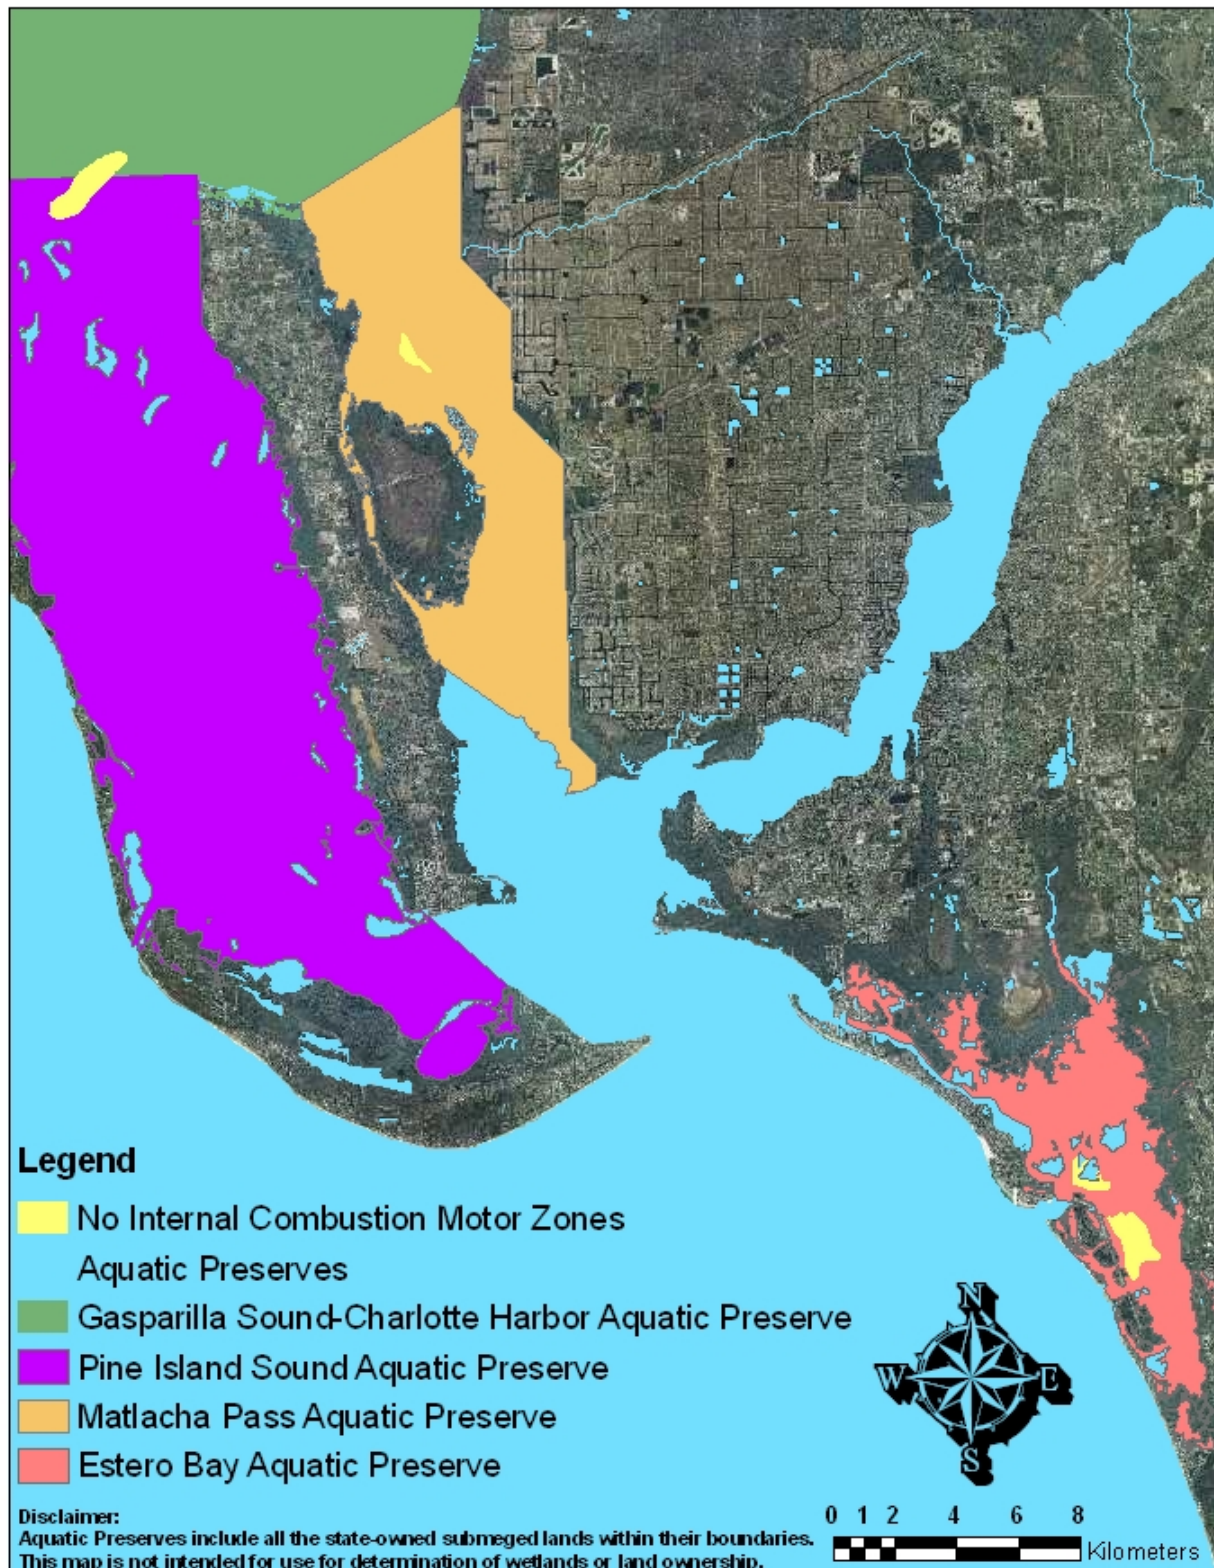 Legend
No Internal Combustion Motor Zones
Aquatic Preserves
Gasparilla Sound-Charlotte Harbor Aquatic Preserve
Pine Island Sound Aquatic Preserve
Matlacha Pass Aquatic Preserve
Estero Bay Aquatic Preserve
N
W E
S
Disclaimer:
Aquatic Preserves include all the state-owned submeged lands within their boundaries.
This map is not intended for use for determination of wetlands or land ownership.
0 1 2 4 6 8
Kilometers